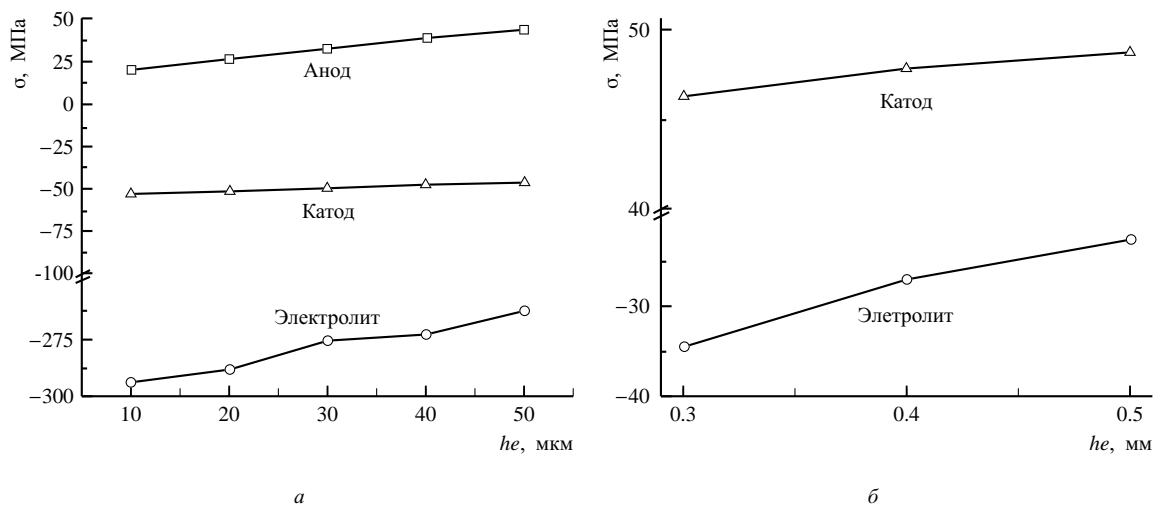 σ, МПа
50
25
0
−25
−50
−75
-100
−275
−300
Анод
Катод
Электролит
10 20 30 40 50
he, мкм
а
σ, МПа
50
40
−30
−40
Катод
Элетролит
0.3 0.4 0.5
he, мм
б